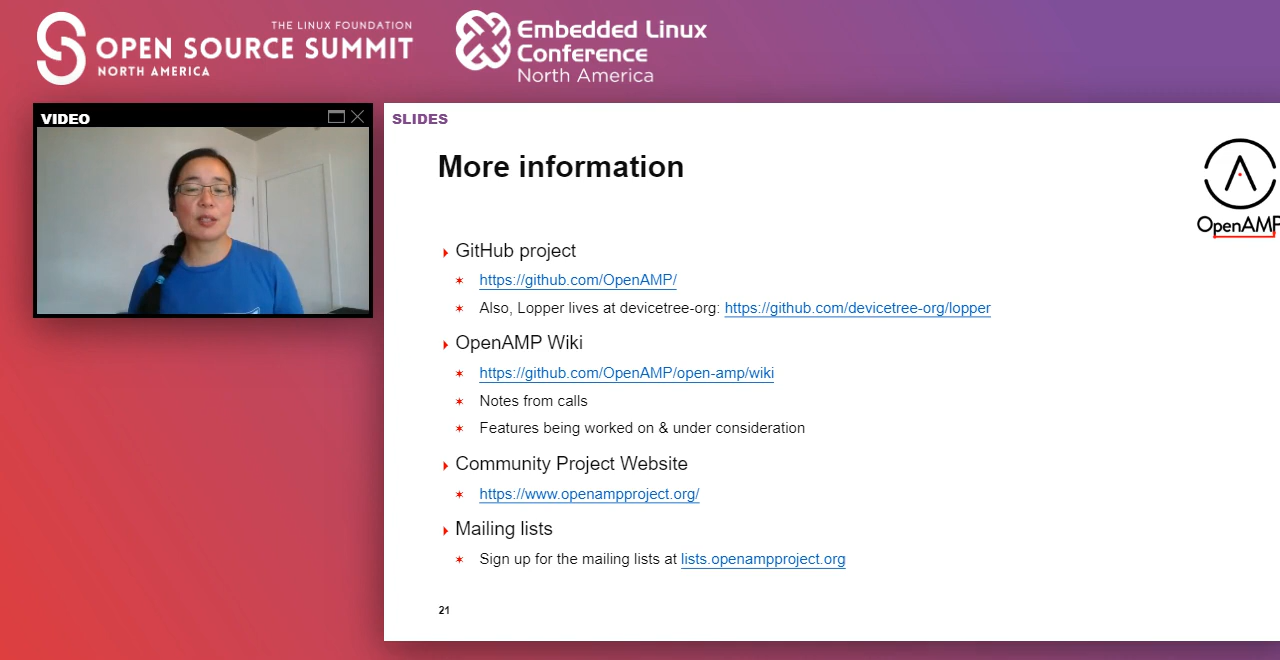 THE LINUX FOUNDATION
OPEN SOURCE SUMMIT
NORTH AMERICA
Embedded Linux
Conference
North America
VIDEO
SLIDES
More information
OpenAMP
GitHub project
https://github.com/OpenAMP/
Also, Lopper lives at devicetree-org: https://github.com/devicetree-org/lopper
OpenAMP Wiki
https://github.com/OpenAMP/open-amp/wiki
Notes from calls
Features being worked on & under consideration
Community Project Website
https://www.openampproject.org/
Mailing lists
Sign up for the mailing lists at lists.openampproject.org
21